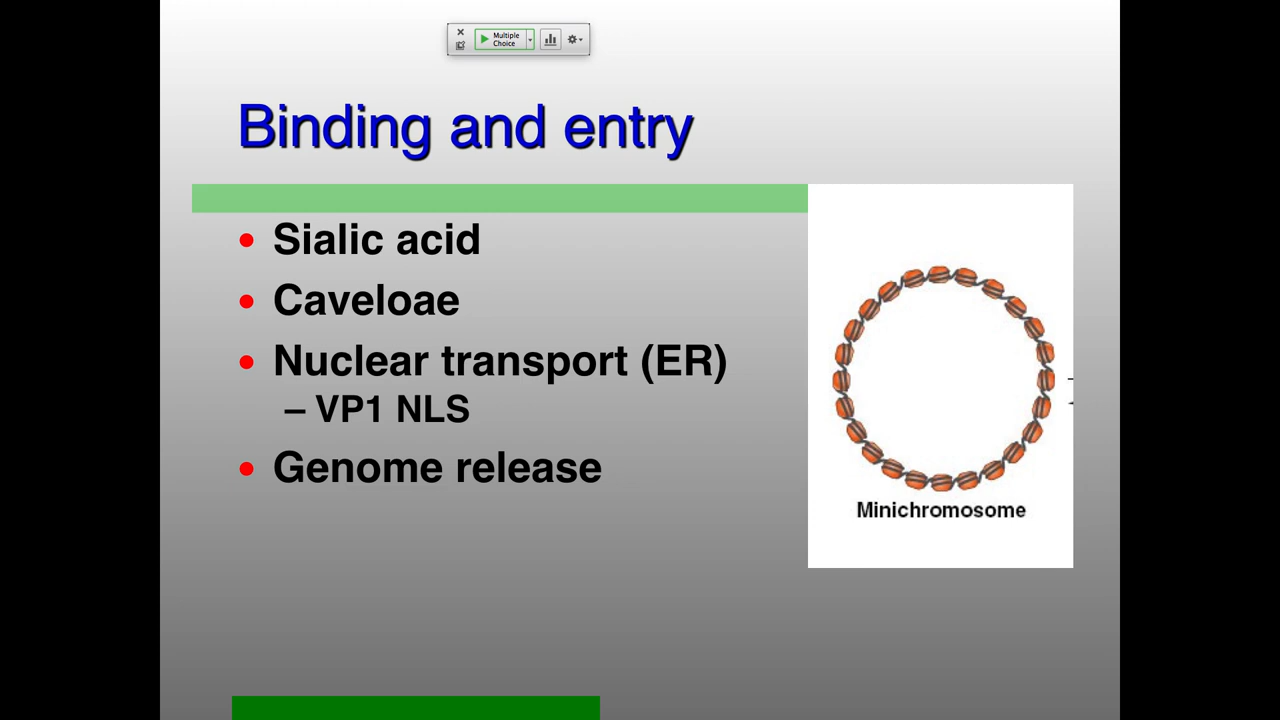 Multiple
Choice
Binding and entry
Sialic acid
Caveloae
Nuclear transport (ER)
– VP1 NLS
Genome release
Minichromosome